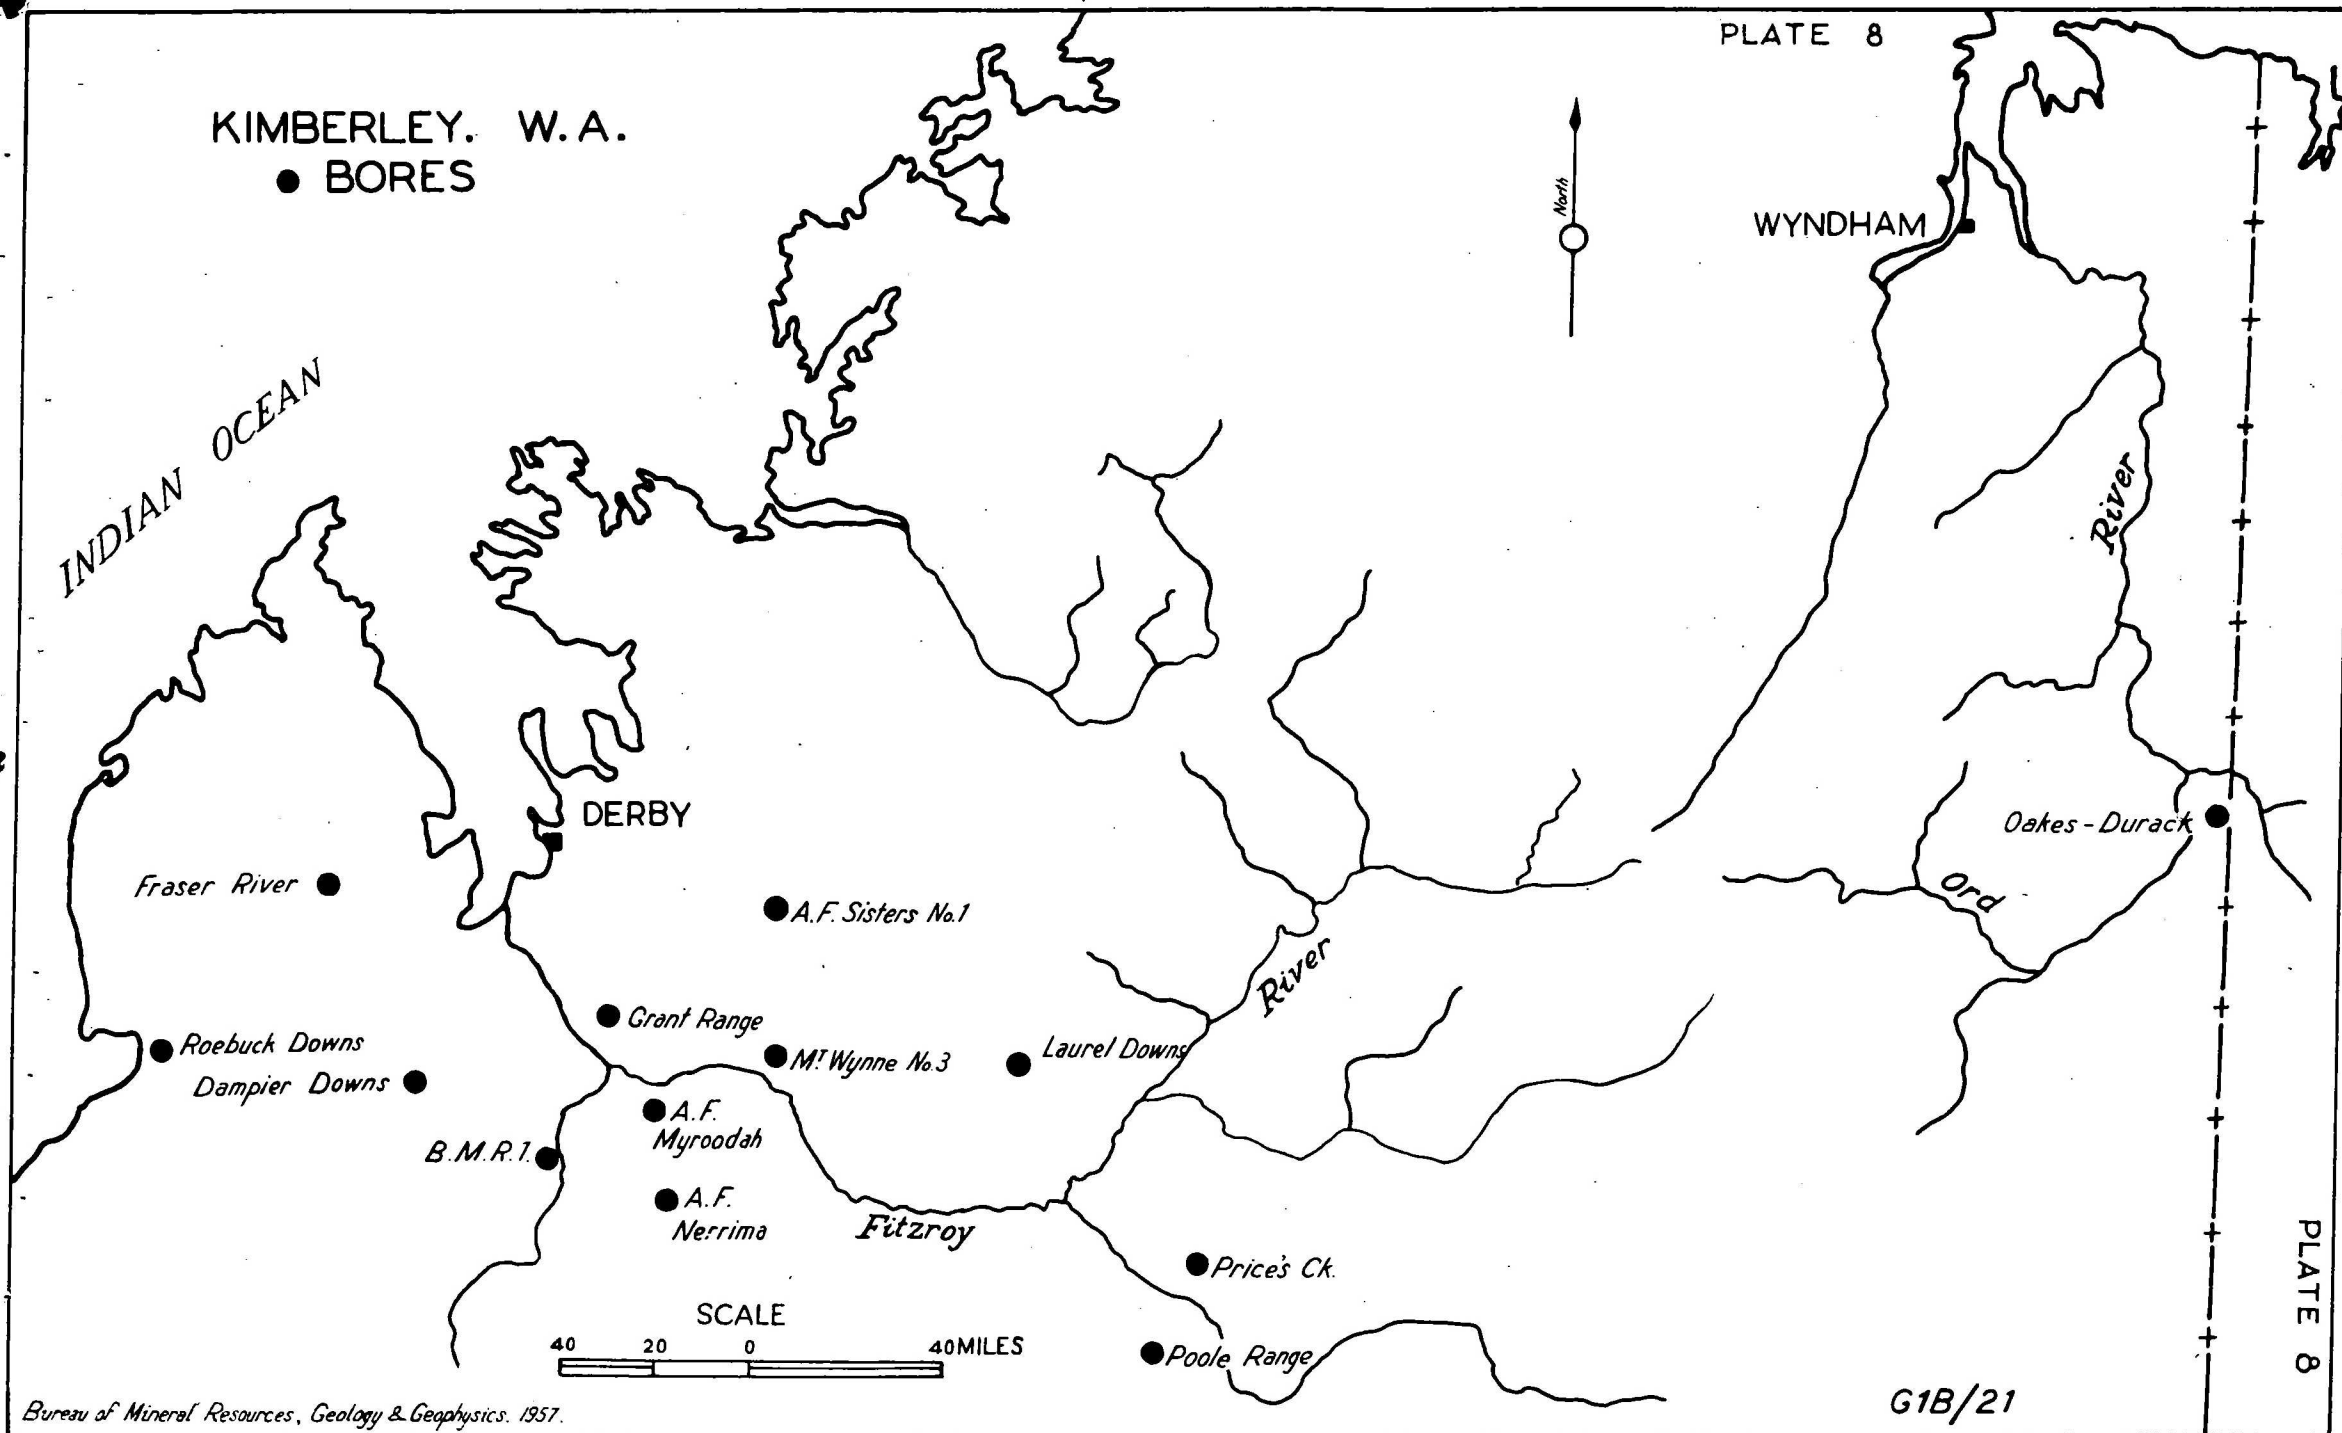 PLATE 8
KIMBERLEY. W.A.
● BORES
North
WYNDHAM
INDIAN OCEAN
River
DERBY
Oakes-Durack
Fraser River
Ord
A.F. Sisters No.1
River
Grant Range
Roebuck Downs
Mᵀ Wynne No.3
Laurel Downs
Dampier Downs
A.F.
Myroodah
B.M.R.1.
A.F.
Nerrima
Fitzroy
Price's Ck.
PLATE 8
SCALE
40 20 0 40 MILES
Poole Range
G1B/21
Bureau of Mineral Resources, Geology & Geophysics. 1957.